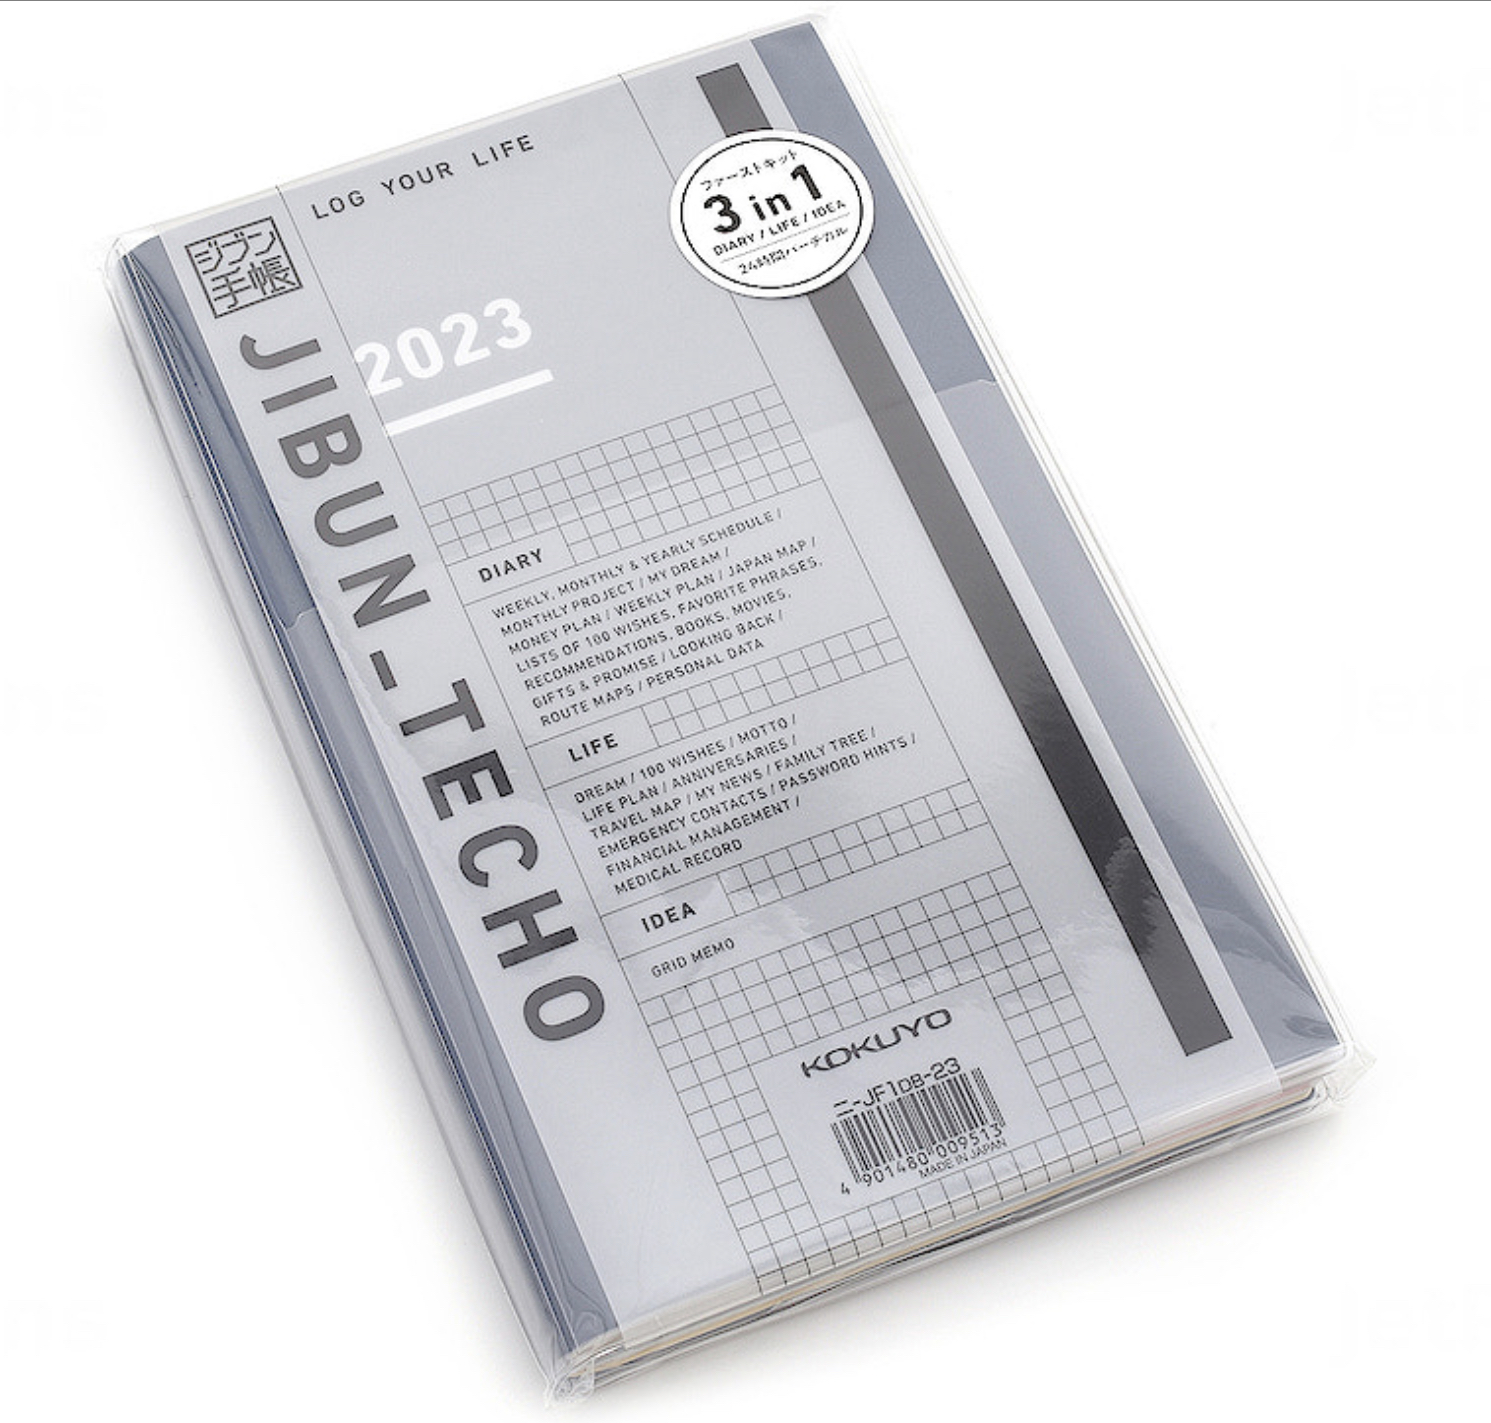 LOG YOUR LIFE
ジブン
手帳
JIBUN_TECHO
2023
ファーストキット
3 in 1
DIARY / LIFE / IDEA
24時間バーチカル
DIARY
WEEKLY, MONTHLY & YEARLY SCHEDULE /
MONTHLY PROJECT / MY DREAM /
MONEY PLAN / WEEKLY PLAN / JAPAN MAP /
LISTS OF 100 WISHES, FAVORITE PHRASES,
RECOMMENDATIONS, BOOKS, MOVIES,
GIFTS & PROMISE / LOOKING BACK /
ROUTE MAPS / PERSONAL DATA
LIFE
DREAM / 100 WISHES / MOTTO /
LIFE PLAN / ANNIVERSARIES /
TRAVEL MAP / MY NEWS / FAMILY TREE /
EMERGENCY CONTACTS / PASSWORD HINTS /
FINANCIAL MANAGEMENT /
MEDICAL RECORD
IDEA
GRID MEMO
KOKUYO
ニ-JF1DB-23
4 901480 009513
MADE IN JAPAN